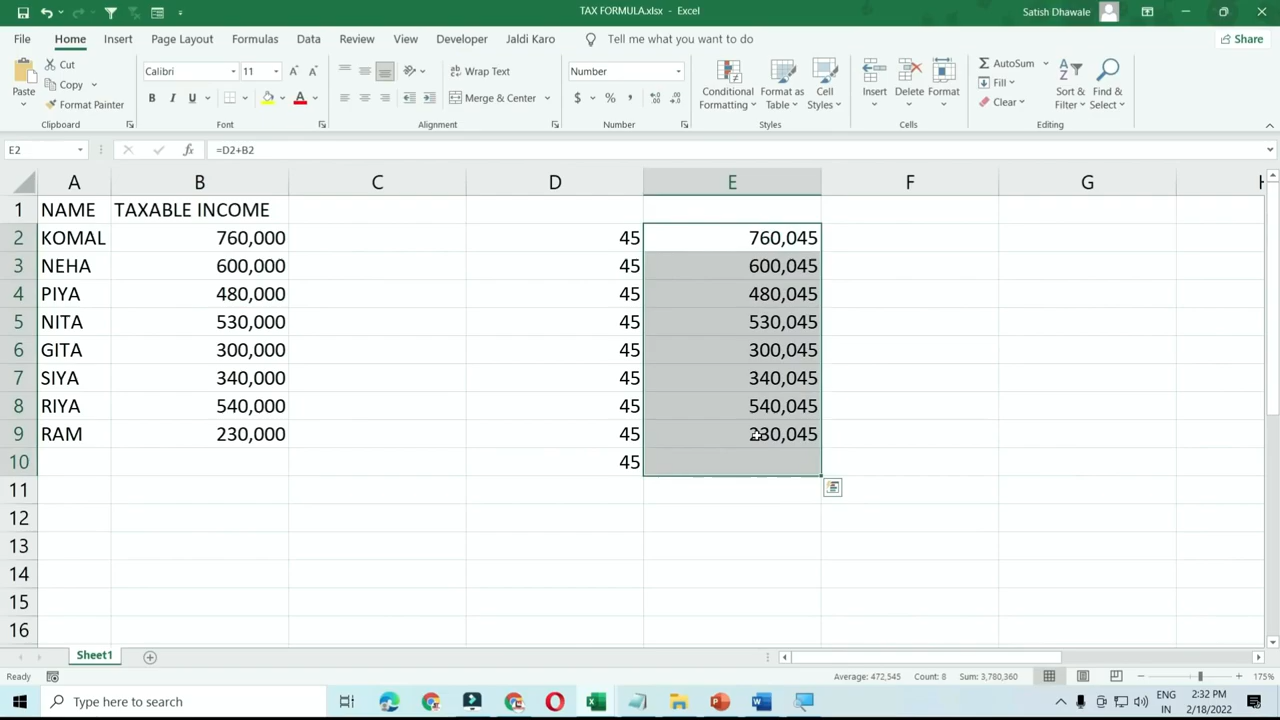 TAX FORMULA.xlsx - Excel
Satish Dhawale
File Home Insert Page Layout Formulas Data Review View Developer Jaldi Karo Tell me what you want to do Share
Paste Cut Copy Format Painter Clipboard
Calibri 11 B I U A Font
Wrap Text Merge & Center Alignment
Number $ % , Number
Conditional Formatting Format as Table Cell Styles Styles
Insert Delete Format Cells
AutoSum Fill Clear Sort & Filter Find & Select Editing
E2 fx =D2+B2
A B C D E F G H
1 NAME TAXABLE INCOME
2 KOMAL 760,000 45 760,045
3 NEHA 600,000 45 600,045
4 PIYA 480,000 45 480,045
5 NITA 530,000 45 530,045
6 GITA 300,000 45 300,045
7 SIYA 340,000 45 340,045
8 RIYA 540,000 45 540,045
9 RAM 230,000 45 230,045
10 45
11
12
13
14
15
16
Sheet1
Ready Average: 472,545 Count: 8 Sum: 3,780,360 175%
Type here to search ENG IN 2:32 PM 2/18/2022